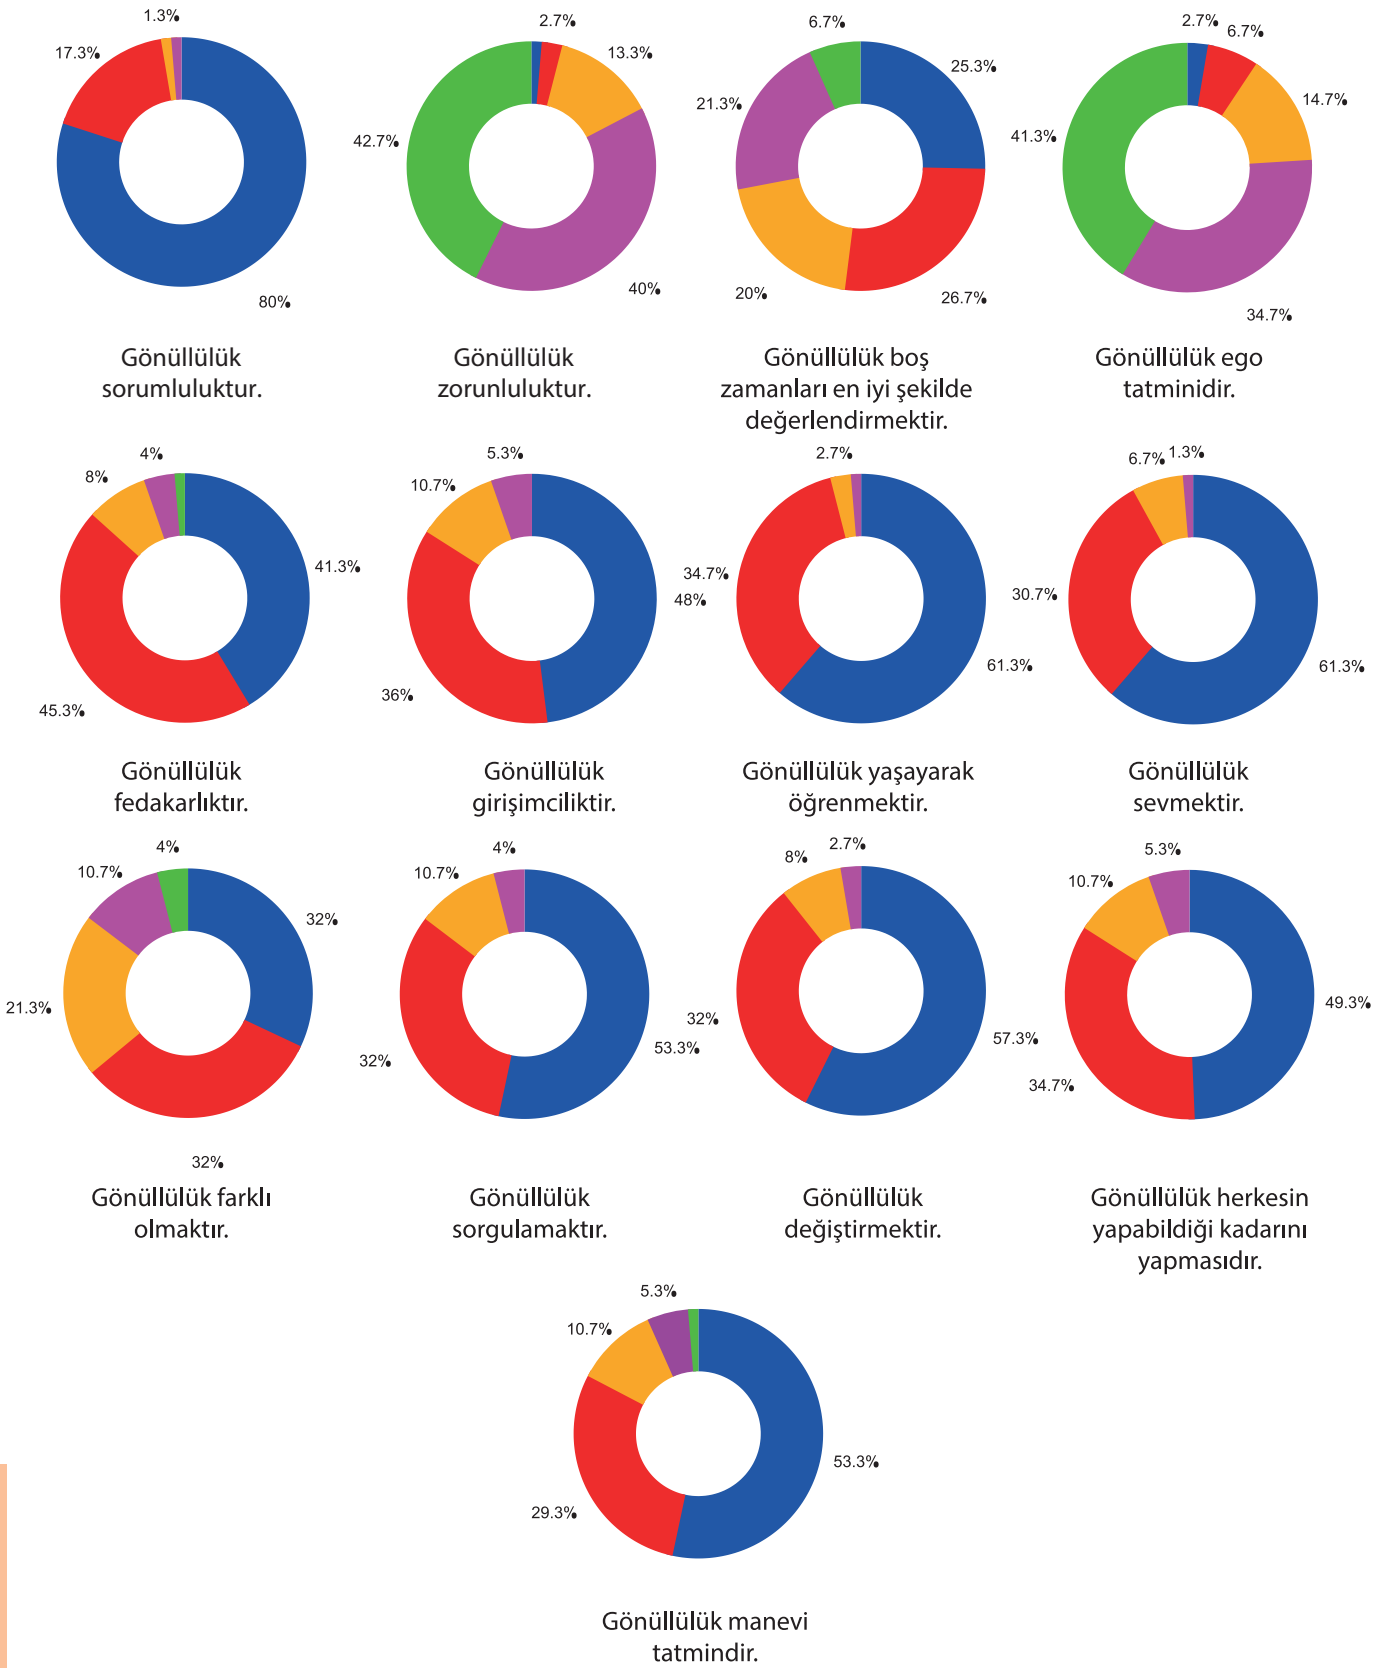 1.3%
17.3%
80%
Gönüllülük
sorumluluktur.
2.7%
13.3%
42.7%
40%
Gönüllülük
zorunluluktur.
6.7%
25.3%
21.3%
20%
26.7%
Gönüllülük boş
zamanları en iyi şekilde
değerlendirmektir.
2.7%
6.7%
14.7%
41.3%
34.7%
Gönüllülük ego
tatminidir.
4%
8%
41.3%
45.3%
Gönüllülük
fedakarlıktır.
5.3%
10.7%
48%
36%
Gönüllülük
girişimciliktir.
2.7%
34.7%
61.3%
Gönüllülük yaşayarak
öğrenmektir.
6.7% 1.3%
30.7%
61.3%
Gönüllülük
sevmektir.
4%
10.7%
32%
21.3%
32%
Gönüllülük farklı
olmaktır.
4%
10.7%
53.3%
32%
Gönüllülük
sorgulamaktır.
2.7%
8%
32%
57.3%
Gönüllülük
değiştirmektir.
5.3%
10.7%
49.3%
34.7%
Gönüllülük herkesin
yapabildiği kadarını
yapmasıdır.
5.3%
10.7%
53.3%
29.3%
Gönüllülük manevi
tatmindir.